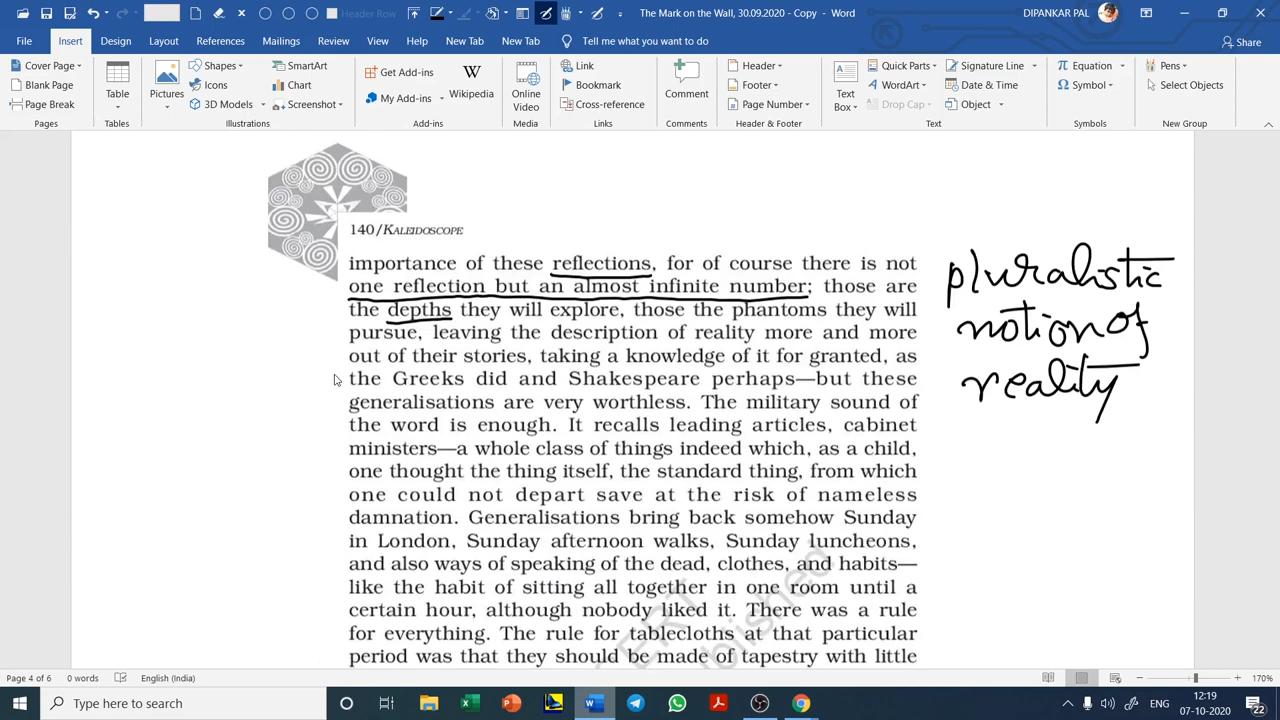 The Mark on the Wall, 30.09.2020 - Copy - Word
DIPANKAR PAL
File Insert Design Layout References Mailings Review View Help New Tab New Tab Tell me what you want to do Share
Cover Page
Blank Page
Page Break
Pages
Table
Tables
Pictures
Shapes
Icons
3D Models
SmartArt
Chart
Screenshot
Illustrations
Get Add-ins
My Add-ins
Wikipedia
Add-ins
Online Video
Media
Link
Bookmark
Cross-reference
Links
Comment
Comments
Header
Footer
Page Number
Header & Footer
Text Box
Quick Parts
WordArt
Drop Cap
Signature Line
Date & Time
Object
Text
Equation
Symbol
Symbols
Pens
Select Objects
New Group
140/KALEIDOSCOPE
importance of these reflections, for of course there is not
one reflection but an almost infinite number; those are
the depths they will explore, those the phantoms they will
pursue, leaving the description of reality more and more
out of their stories, taking a knowledge of it for granted, as
the Greeks did and Shakespeare perhaps—but these
generalisations are very worthless. The military sound of
the word is enough. It recalls leading articles, cabinet
ministers—a whole class of things indeed which, as a child,
one thought the thing itself, the standard thing, from which
one could not depart save at the risk of nameless
damnation. Generalisations bring back somehow Sunday
in London, Sunday afternoon walks, Sunday luncheons,
and also ways of speaking of the dead, clothes, and habits—
like the habit of sitting all together in one room until a
certain hour, although nobody liked it. There was a rule
for everything. The rule for tablecloths at that particular
period was that they should be made of tapestry with little
pluralistic
notion of
reality
Page 4 of 6 0 words English (India) 170%
Type here to search
ENG
12:19
07-10-2020
22